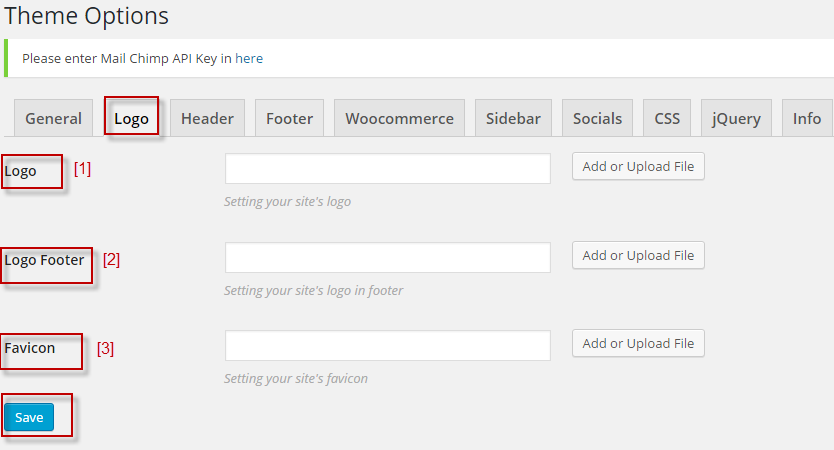 Theme Options
Please enter Mail Chimp API Key in here
General Logo Header Footer Woocommerce Sidebar Socials CSS jQuery Info
Logo [1] Add or Upload File
Setting your site's logo
Logo Footer [2] Add or Upload File
Setting your site's logo in footer
Favicon [3] Add or Upload File
Setting your site's favicon
Save